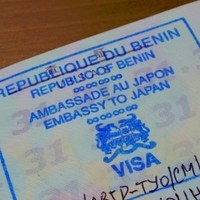 REPUBLIQUE DU BENIN
REPUBLIC OF BENIN
AMBASSADE AU JAPON
EMBASSY TO JAPAN
VISA